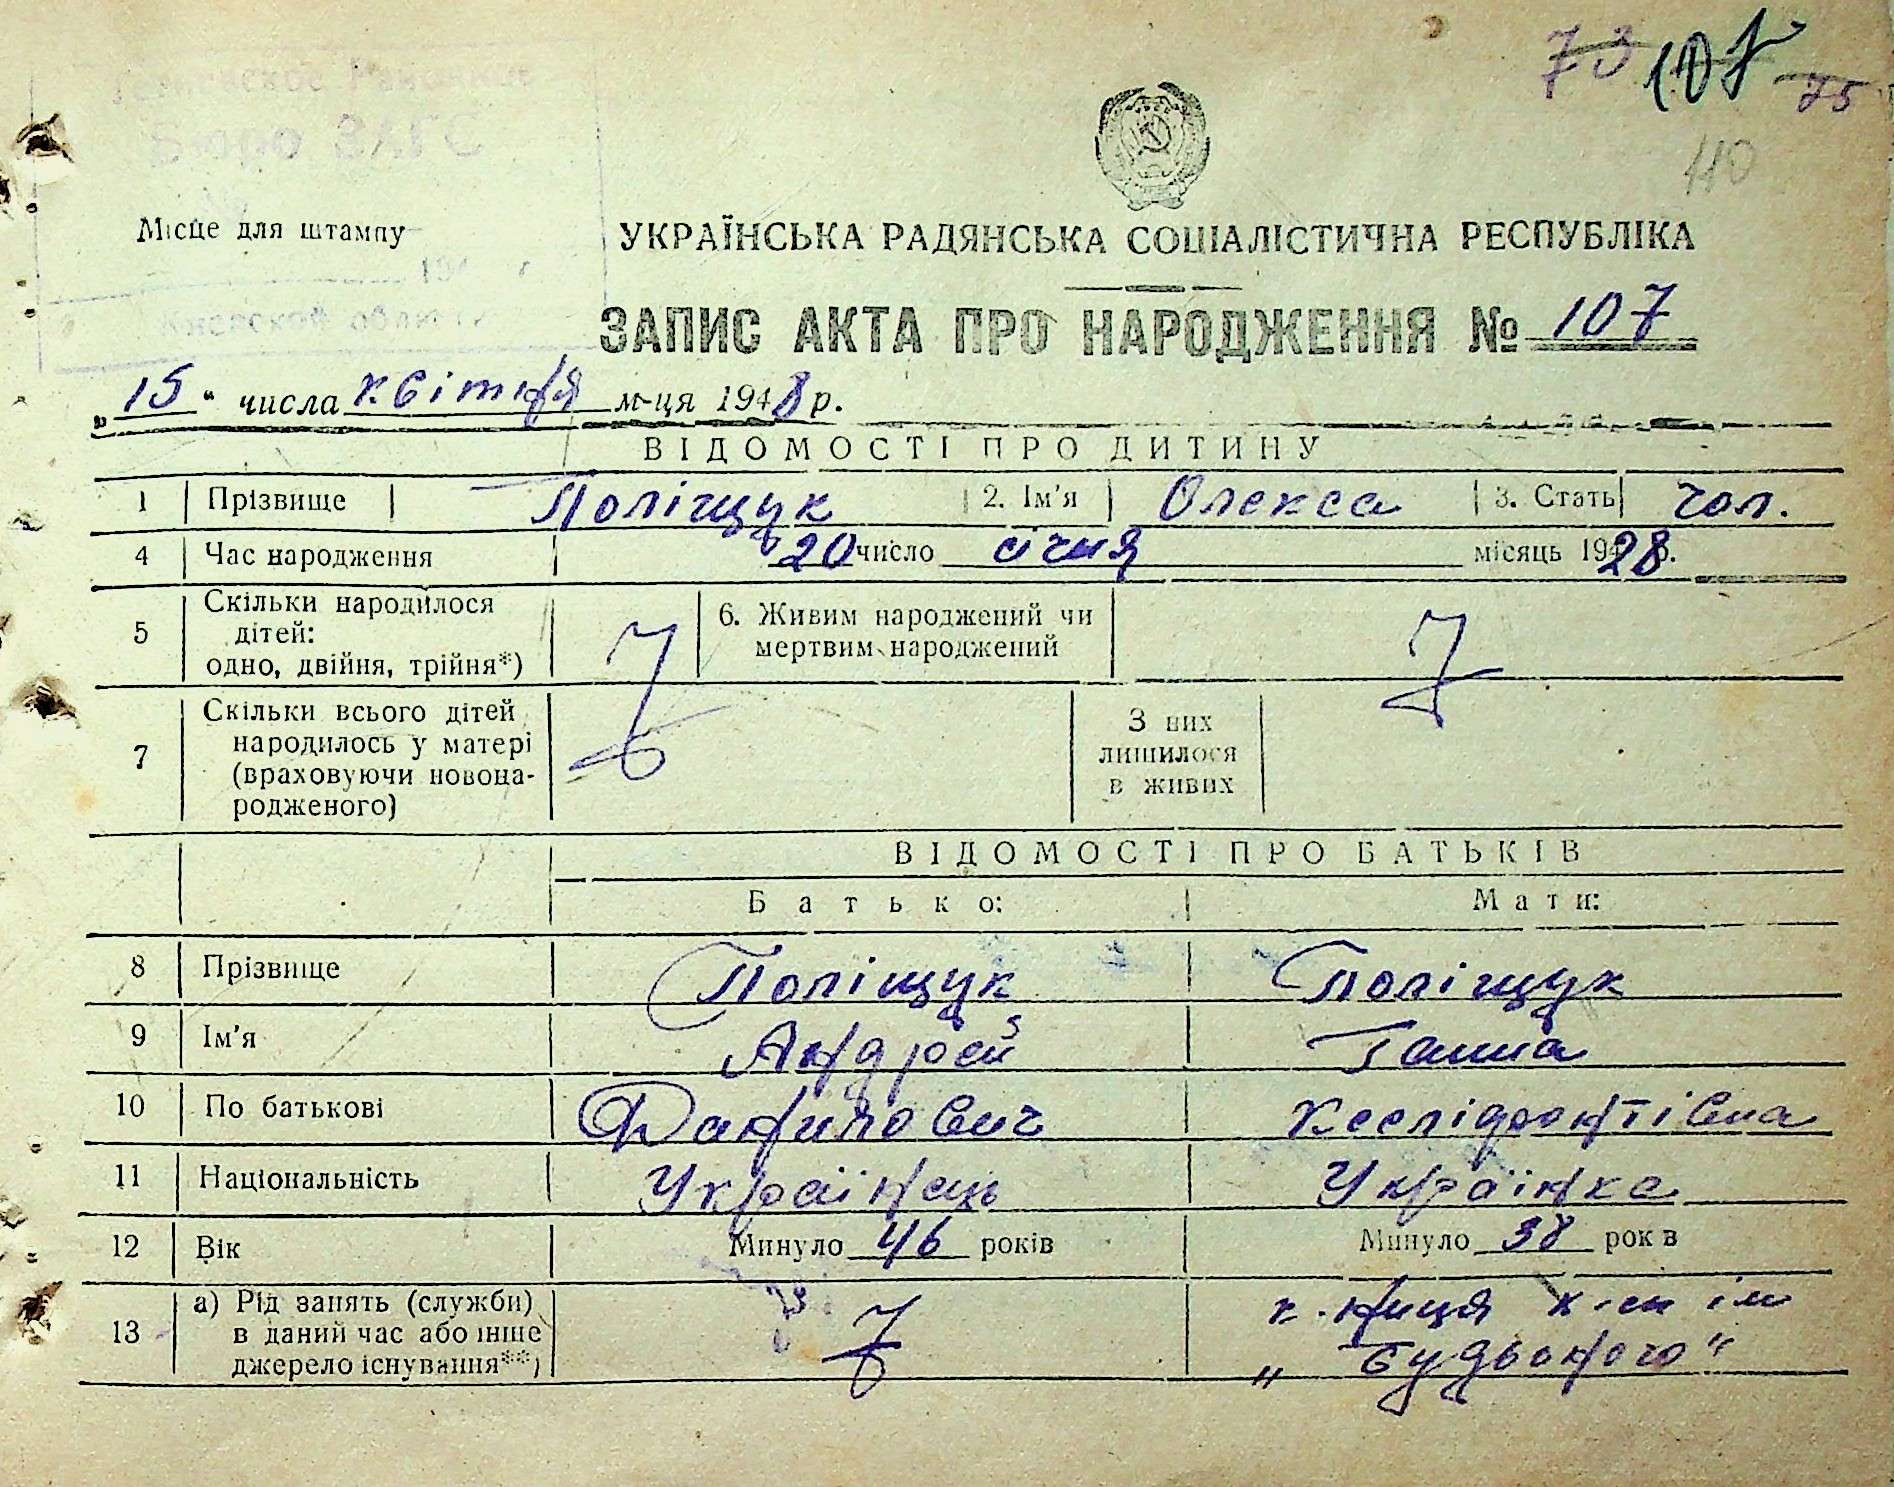 73 107 75
110
Бюро ЗАГС
Місце для штампу
УКРАЇНСЬКА РАДЯНСЬКА СОЦІАЛІСТИЧНА РЕСПУБЛІКА
194 г
ЗАПИС АКТА ПРО НАРОДЖЕННЯ № 107
„15“ числа квітня м-ця 1948 р.
ВІДОМОСТІ ПРО ДИТИНУ
1 Прізвище Поліщук 2. Ім'я Олекса 3. Стать чол.
4 Час народження 20 число січня місяць 1928 р.
5 Скільки народилося дітей: одно, двійня, трійня*) 6. Живим народжений чи мертвим народжений
7 Скільки всього дітей народилось у матері (враховуючи новонародженого) З них лишилося в живих
ВІДОМОСТІ ПРО БАТЬКІВ
Батько: Мати:
8 Прізвище Поліщук Поліщук
9 Ім'я Андрей Ганна
10 По батькові Данилович
11 Національність Українець Українка
12 Вік Минуло 46 років Минуло 38 років
13 а) Рід занять (служби) в даний час або інше джерело існування**) к-ниця к-сп ім
„Будьоного"